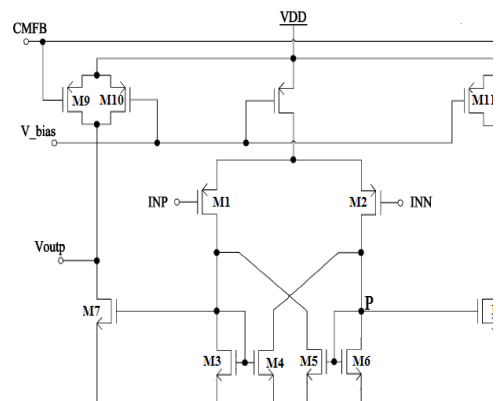 VDD
CMFB
M9 M10 M11
V_bias
INP M1 M2 INN
Voutp
M7 P
M3 M4 M5 M6